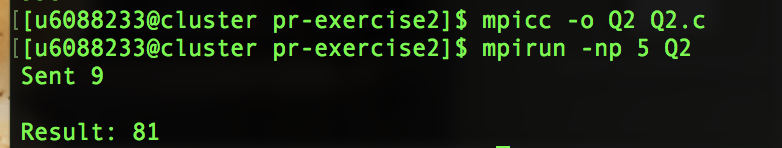 [[u6088233@cluster pr-exercise2]$ mpicc -o Q2 Q2.c
[[u6088233@cluster pr-exercise2]$ mpirun -np 5 Q2
Sent 9
Result: 81